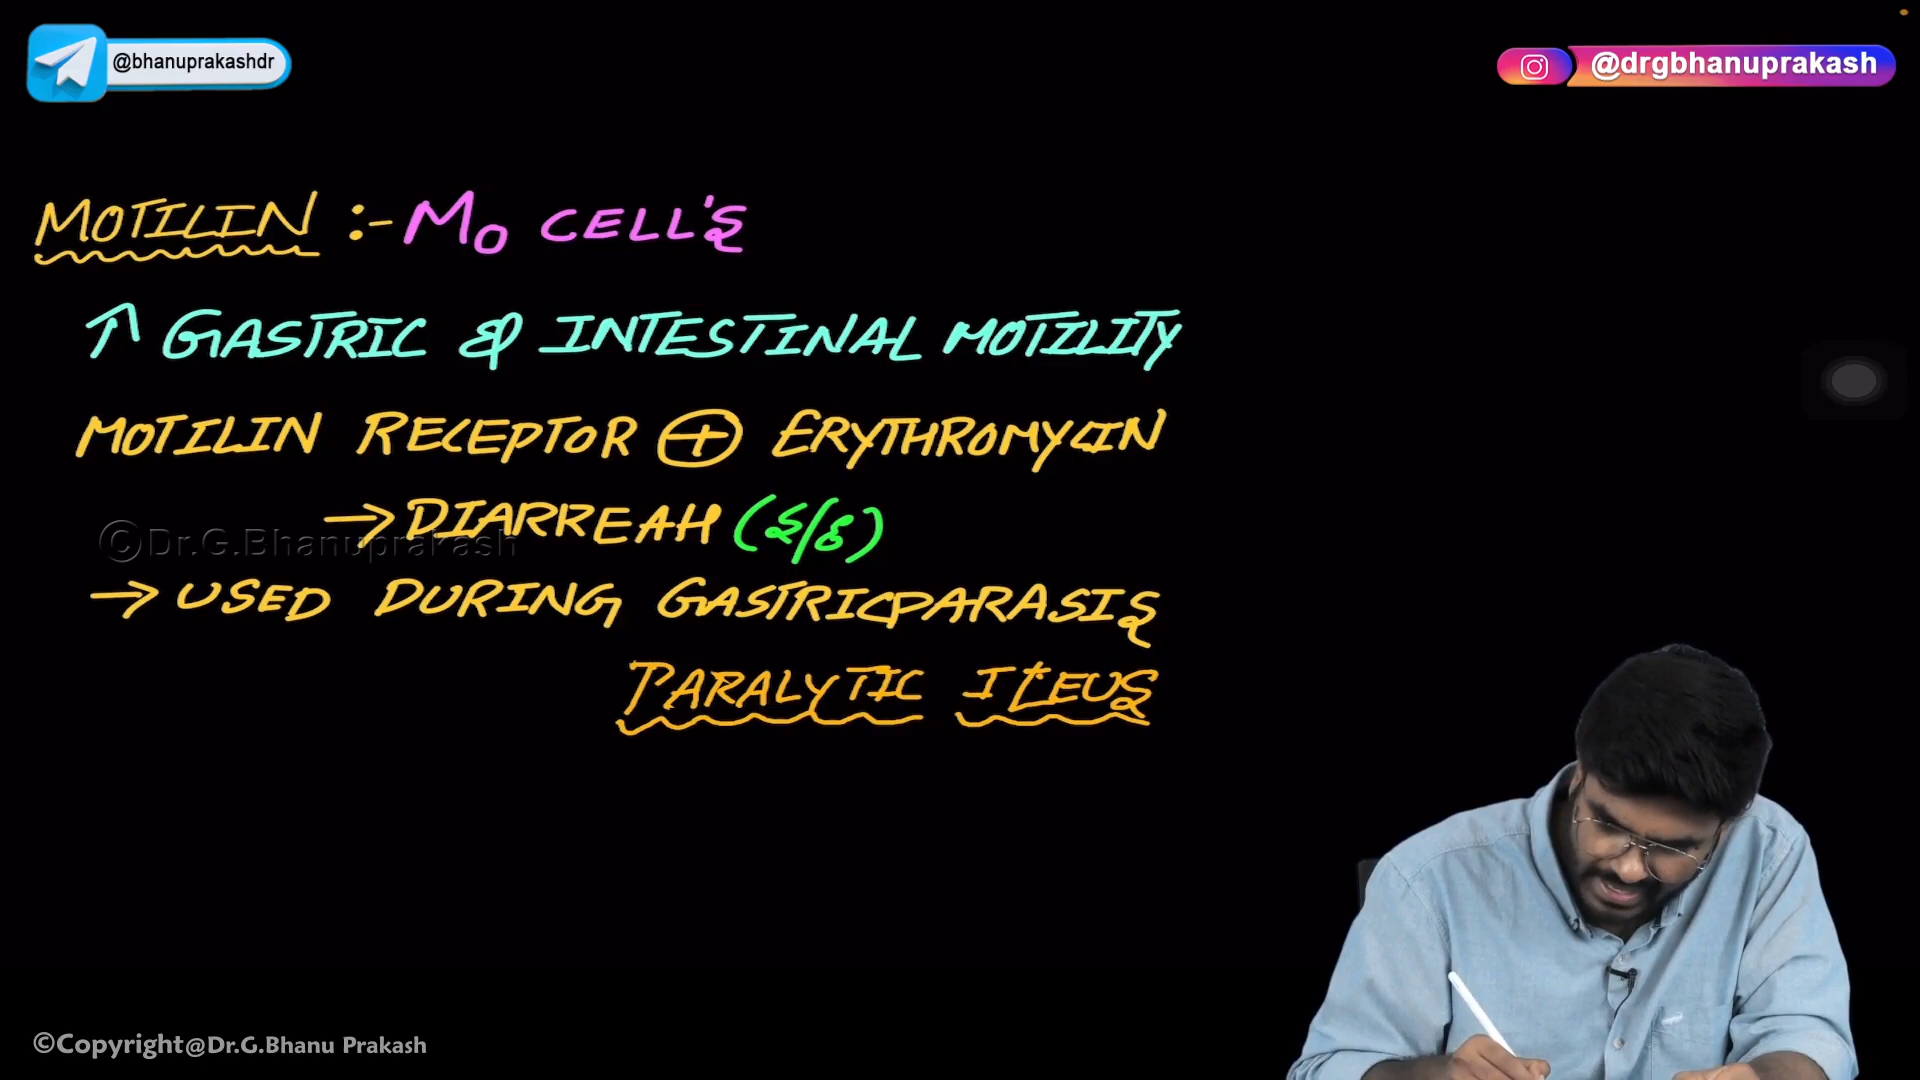 @bhanuprakashdr
@drgbhanuprakash
MOTILIN :- Mo CELL'S
↑ GASTRIC & INTESTINAL MOTILITY
MOTILIN RECEPTOR ⊕ ERYTHROMYCIN
→ DIARREAH (S/E)
©Dr.G.Bhanuprakash
→ USED DURING GASTRICPARASIS
PARALYTIC ILEUS
©Copyright@Dr.G.Bhanu Prakash